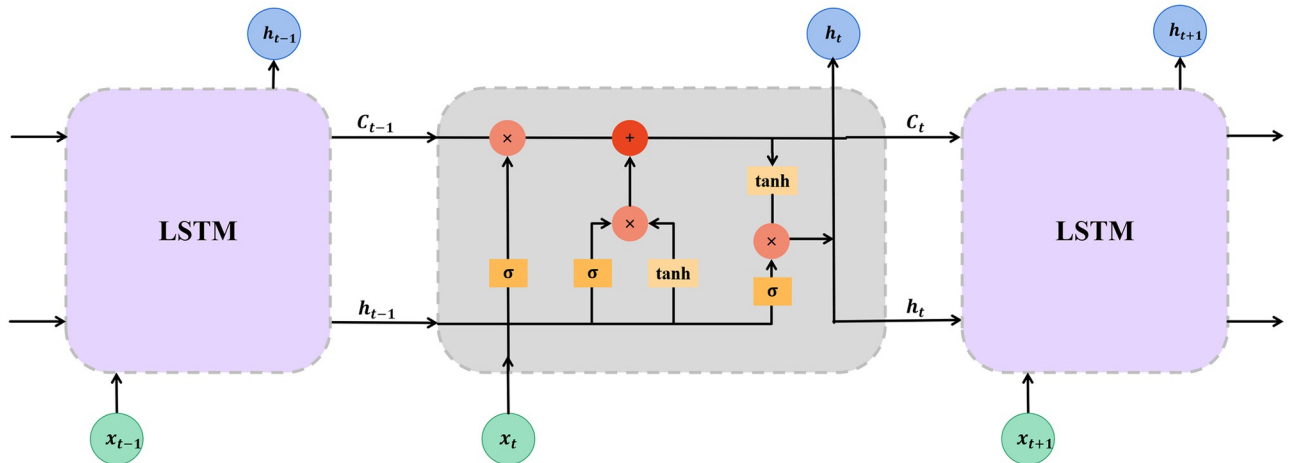 h_{t−1}
h_t
h_{t+1}
C_{t−1}
×
+
C_t
tanh
LSTM
×
×
LSTM
σ
σ
tanh
σ
h_{t−1}
h_t
x_{t−1}
x_t
x_{t+1}